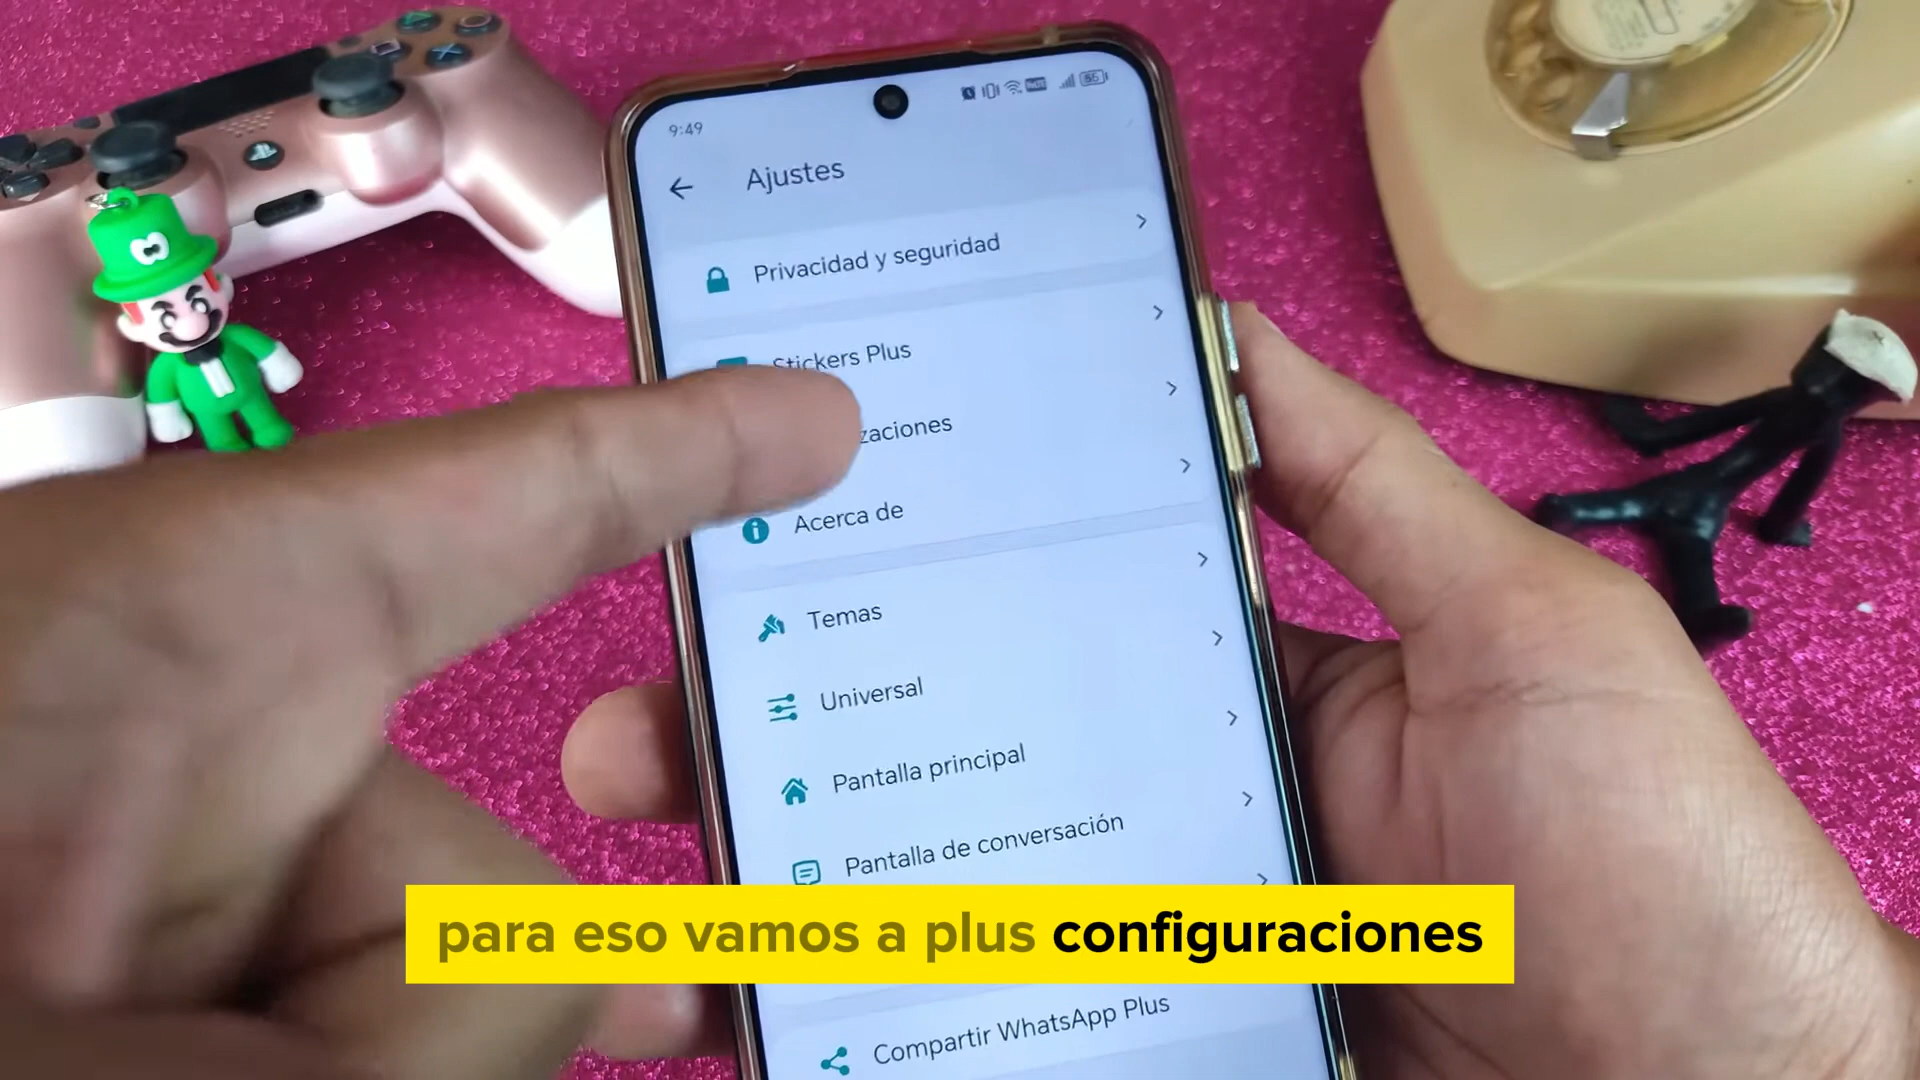 9:49
85
Ajustes
Privacidad y seguridad
Stickers Plus
zaciones
Acerca de
Temas
Universal
Pantalla principal
Pantalla de conversación
para eso vamos a plus configuraciones
Compartir WhatsApp Plus